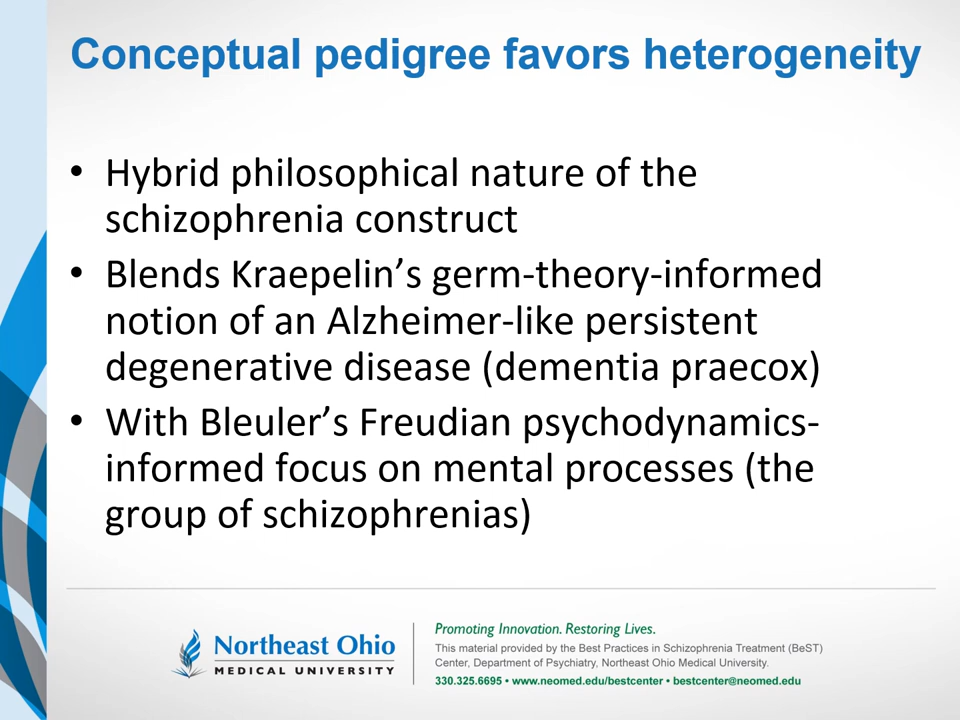 Conceptual pedigree favors heterogeneity
• Hybrid philosophical nature of the
schizophrenia construct
• Blends Kraepelin’s germ-theory-informed
notion of an Alzheimer-like persistent
degenerative disease (dementia praecox)
• With Bleuler’s Freudian psychodynamics-
informed focus on mental processes (the
group of schizophrenias)
Northeast Ohio
MEDICAL UNIVERSITY
Promoting Innovation. Restoring Lives.
This material provided by the Best Practices in Schizophrenia Treatment (BeST)
Center, Department of Psychiatry, Northeast Ohio Medical University.
330.325.6695 • www.neomed.edu/bestcenter • bestcenter@neomed.edu